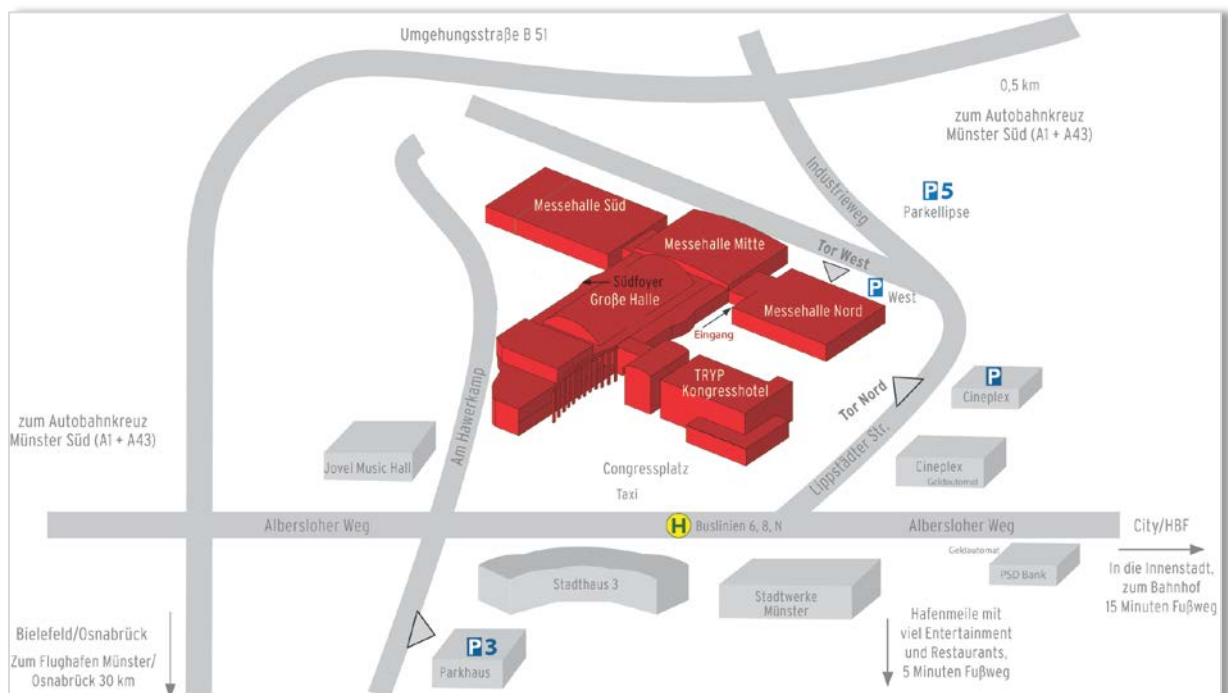 Umgehungsstraße B 51
0,5 km
zum Autobahnkreuz
Münster Süd (A1 + A43)
Industrieweg
P 5
Parkellipse
Messehalle Süd
Messehalle Mitte
Tor West
Südfoyer
Große Halle
P
West
Messehalle Nord
Eingang
TRYP
Kongresshotel
Tor Nord
P
Cineplex
zum Autobahnkreuz
Münster Süd (A1 + A43)
Am Hawerkamp
Jovel Music Hall
Lippstädter Str.
Cineplex
Geldautomat
Congressplatz
Taxi
Albersloher Weg
H
Buslinien 6, 8, N
Albersloher Weg
City/HBF
Geldautomat
PSD Bank
In die Innenstadt,
zum Bahnhof
15 Minuten Fußweg
Stadthaus 3
Stadtwerke
Münster
Hafenmeile mit
viel Entertainment
und Restaurants,
5 Minuten Fußweg
Bielefeld/Osnabrück
Zum Flughafen Münster/
Osnabrück 30 km
P 3
Parkhaus